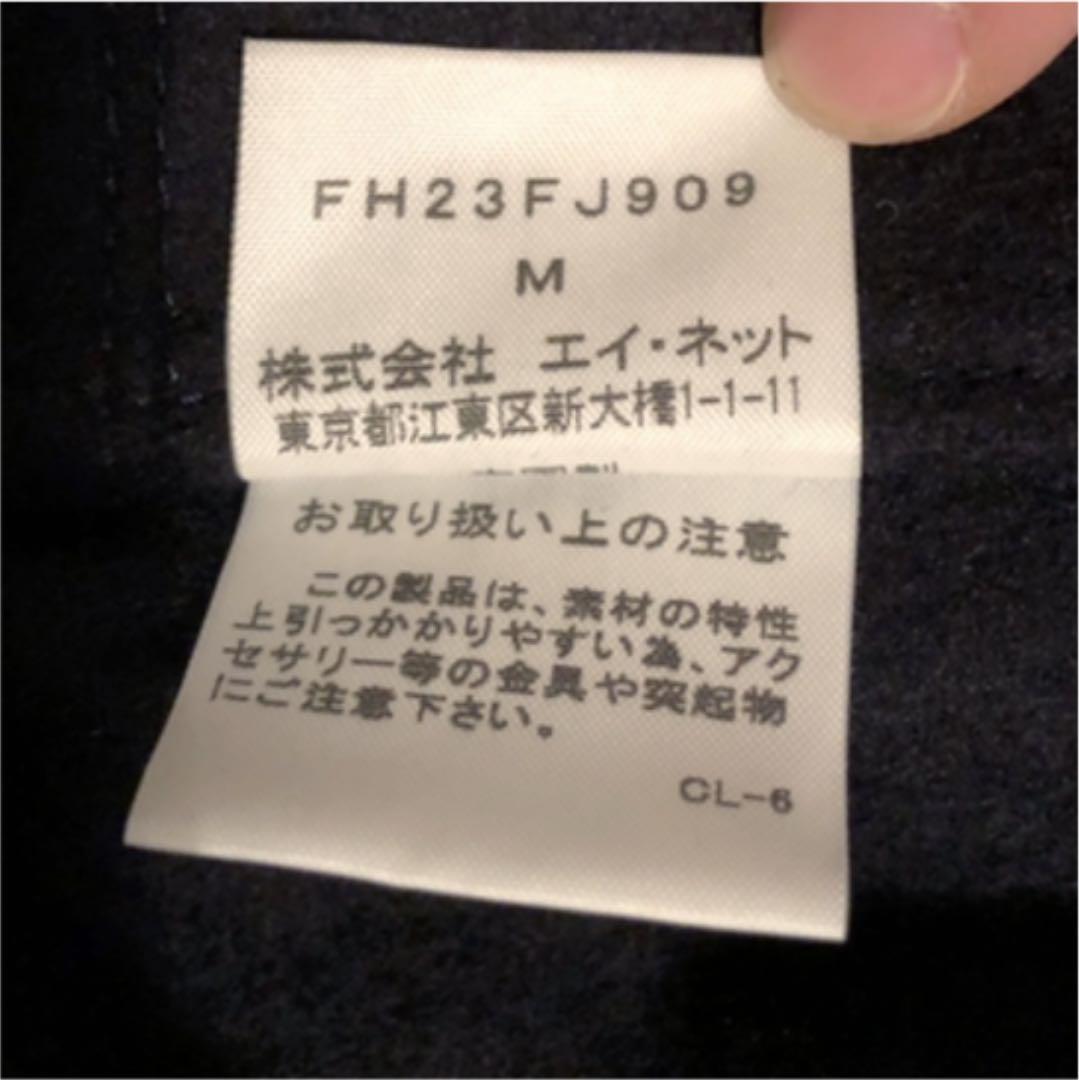 FH23FJ909
M
株式会社 エイ・ネット
東京都江東区新大橋1-1-11
お取り扱い上の注意
この製品は、素材の特性
上引っかかりやすい為、アク
セサリー等の金具や突起物
にご注意下さい。
CL-6